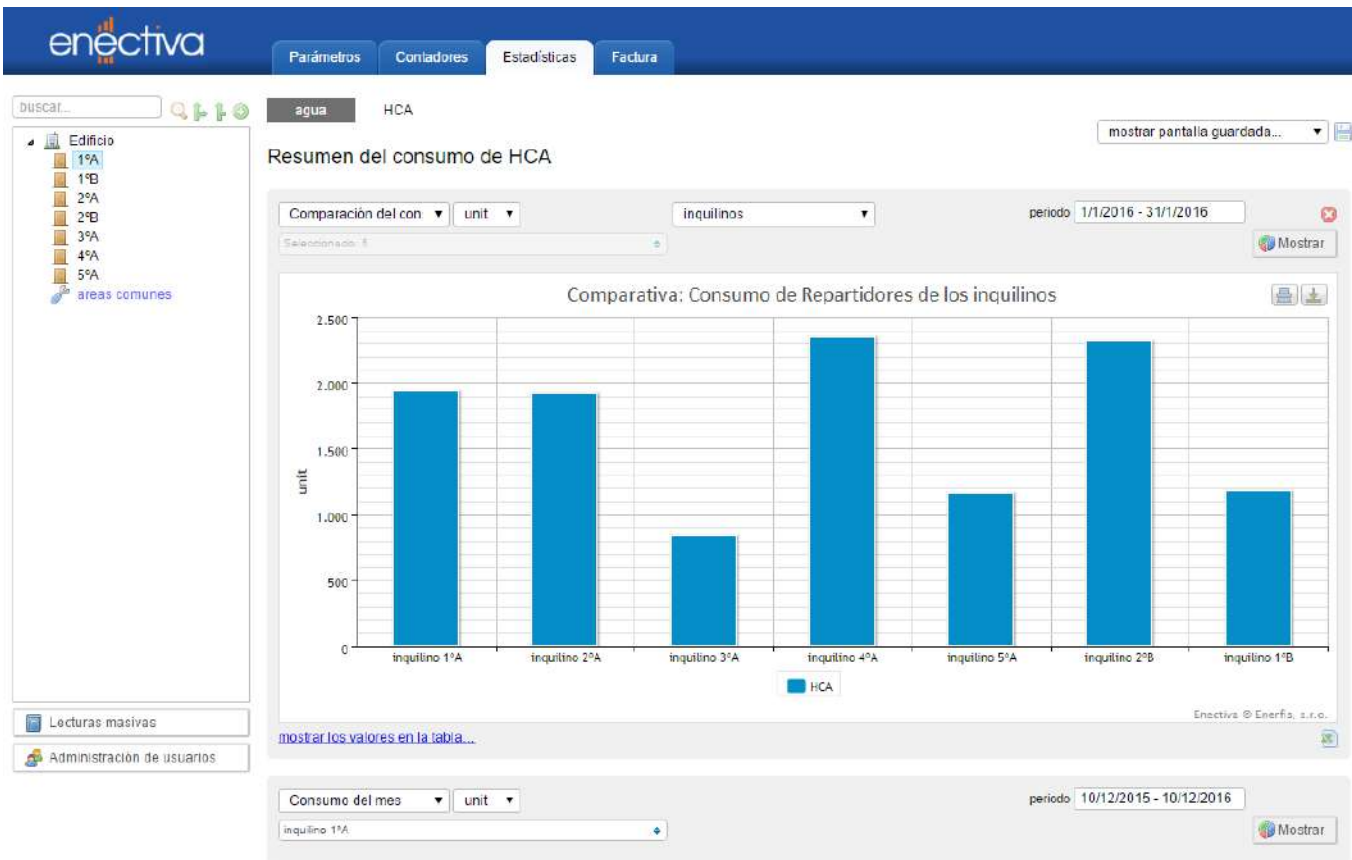 enectiva
Parámetros Contadores Estadísticas Factura
buscar...
agua HCA
mostrar pantalla guardada...
Edificio
1ºA
1ºB
2ºA
2ºB
3ºA
4ºA
5ºA
areas comunes
Resumen del consumo de HCA
Comparación del con unit inquilinos periodo 1/1/2016 - 31/1/2016
Mostrar
Comparativa: Consumo de Repartidores de los inquilinos
2.500
2.000
1.500
unit
1.000
500
0
inquilino 1ºA inquilino 2ºA inquilino 3ºA inquilino 4ºA inquilino 5ºA inquilino 2ºB inquilino 1ºB
HCA
Enectiva © Enerfis, s.r.o.
mostrar los valores en la tabla...
Lecturas masivas
Administración de usuarios
Consumo del mes unit periodo 10/12/2015 - 10/12/2016
inquilino 1ºA Mostrar